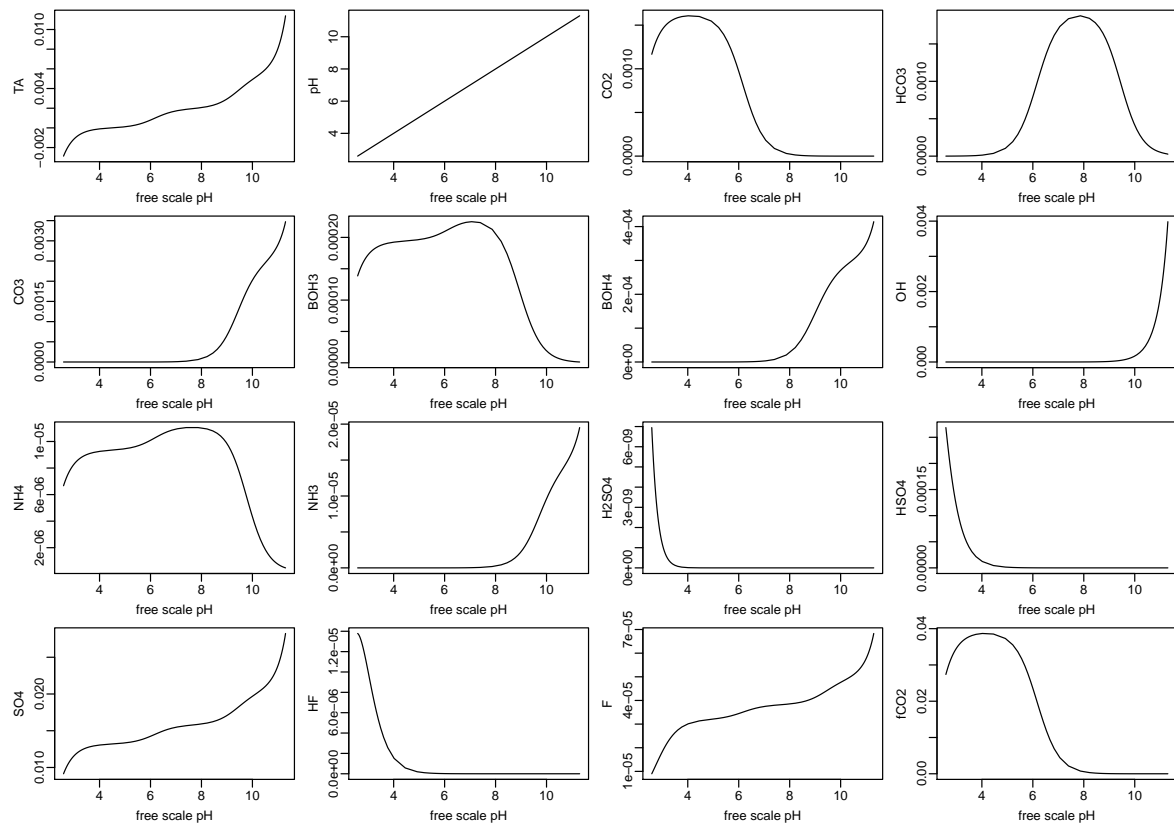 TA
−0.002 0.004 0.010
4 6 8 10
free scale pH
pH
4 6 8 10
4 6 8 10
free scale pH
CO2
0.0000 0.0010
4 6 8 10
free scale pH
HCO3
0.0000 0.0010
4 6 8 10
free scale pH
CO3
0.0000 0.0015 0.0030
4 6 8 10
free scale pH
BOH3
0.00000 0.00010 0.00020
4 6 8 10
free scale pH
BOH4
0e+00 2e−04 4e−04
4 6 8 10
free scale pH
OH
0.000 0.002 0.004
4 6 8 10
free scale pH
NH4
2e−06 6e−06 1e−05
4 6 8 10
free scale pH
NH3
0.0e+00 1.0e−05 2.0e−05
4 6 8 10
free scale pH
H2SO4
0e+00 3e−09 6e−09
4 6 8 10
free scale pH
HSO4
0.00000 0.00015
4 6 8 10
free scale pH
SO4
0.010 0.020
4 6 8 10
free scale pH
HF
0.0e+00 6.0e−06 1.2e−05
4 6 8 10
free scale pH
F
1e−05 4e−05 7e−05
4 6 8 10
free scale pH
fCO2
0.00 0.02 0.04
4 6 8 10
free scale pH